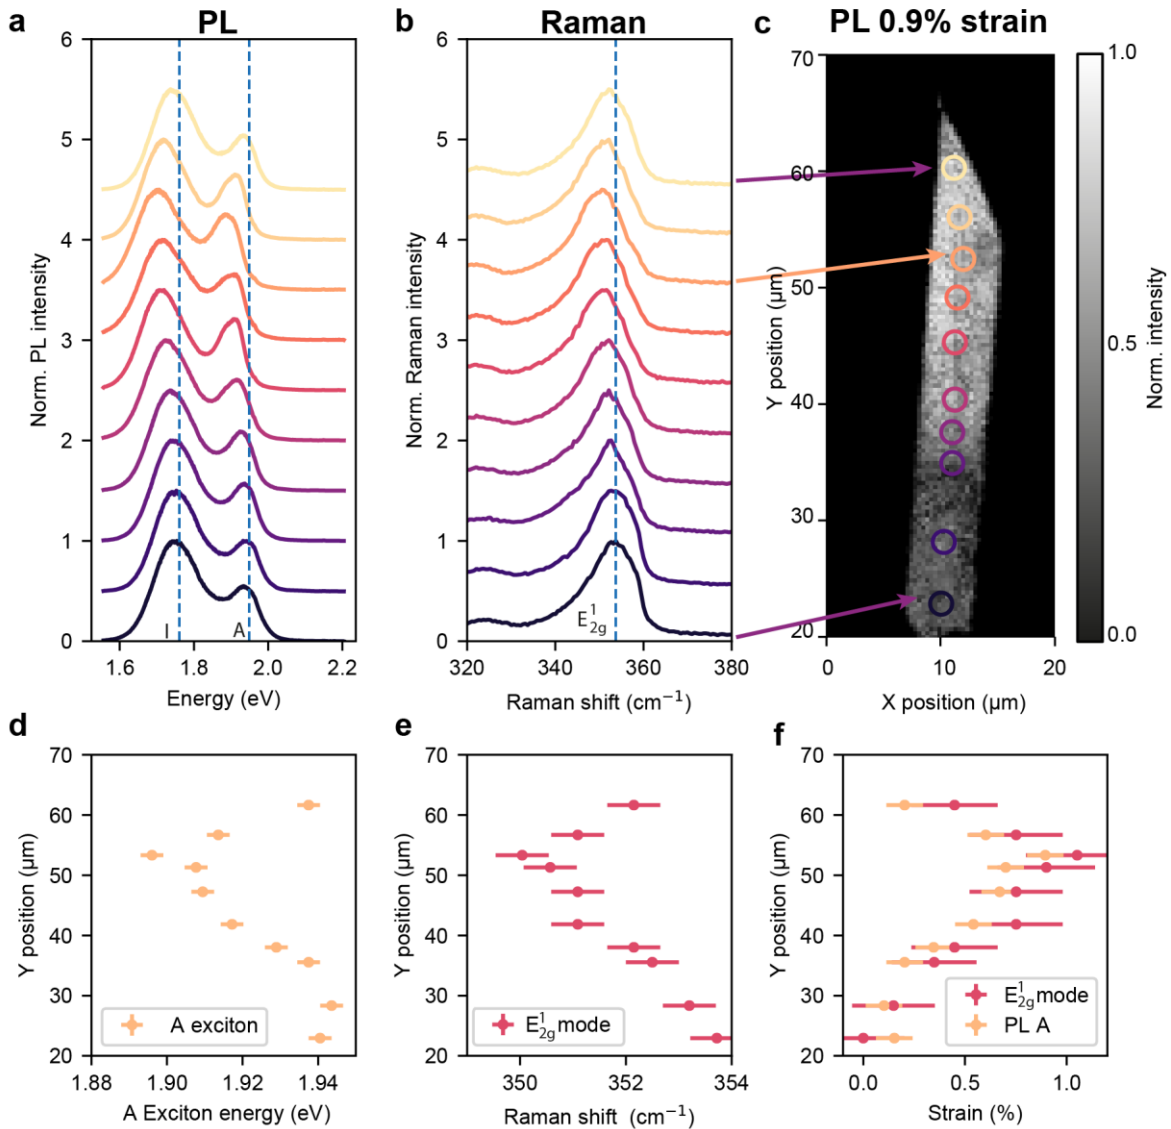 a
PL
b
Raman
c
PL 0.9% strain
6
5
4
3
2
1
0
Norm. PL intensity
I
A
1.6
1.8
2.0
2.2
Energy (eV)
6
5
4
3
2
1
0
Norm. Raman intensity
E¹₂g
320
340
360
380
Raman shift (cm⁻¹)
70
60
50
40
30
20
Y position (µm)
0
10
20
X position (µm)
1.0
0.5
0.0
Norm. intensity
d
70
60
50
40
30
20
Y position (µm)
A exciton
1.88
1.90
1.92
1.94
A Exciton energy (eV)
e
70
60
50
40
30
20
Y position (µm)
E¹₂g mode
350
352
354
Raman shift (cm⁻¹)
f
70
60
50
40
30
20
Y position (µm)
E¹₂g mode
PL A
0.0
0.5
1.0
Strain (%)